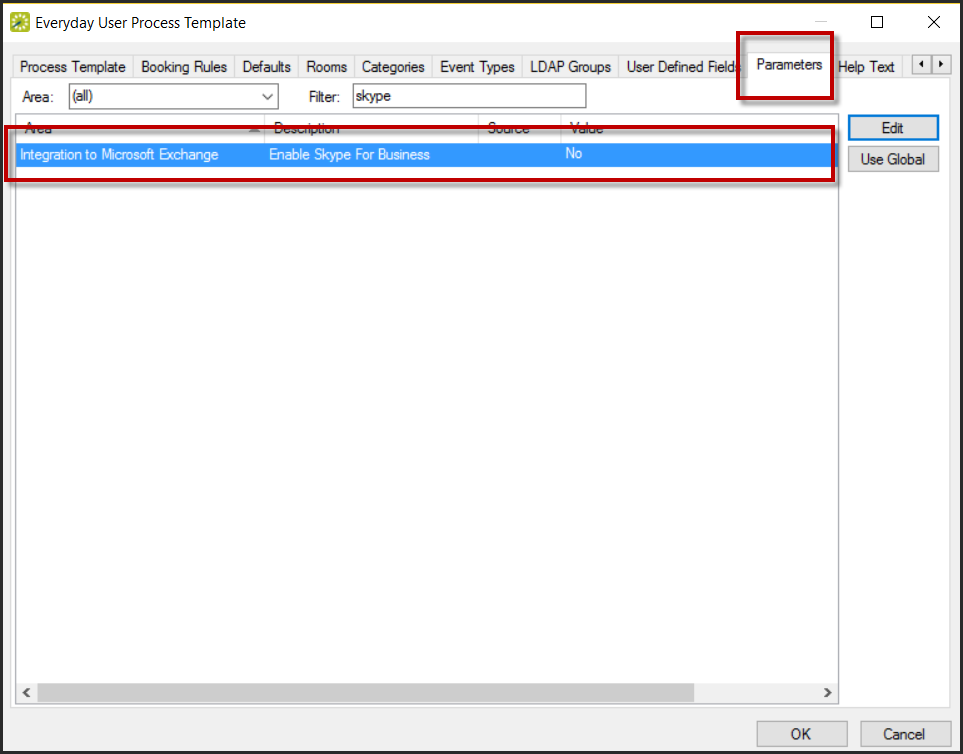 Everyday User Process Template
Process Template Booking Rules Defaults Rooms Categories Event Types LDAP Groups User Defined Fields Parameters Help Text
Area: (all) Filter: skype
Area Description Source Value Edit
Integration to Microsoft Exchange Enable Skype For Business No Use Global
OK Cancel